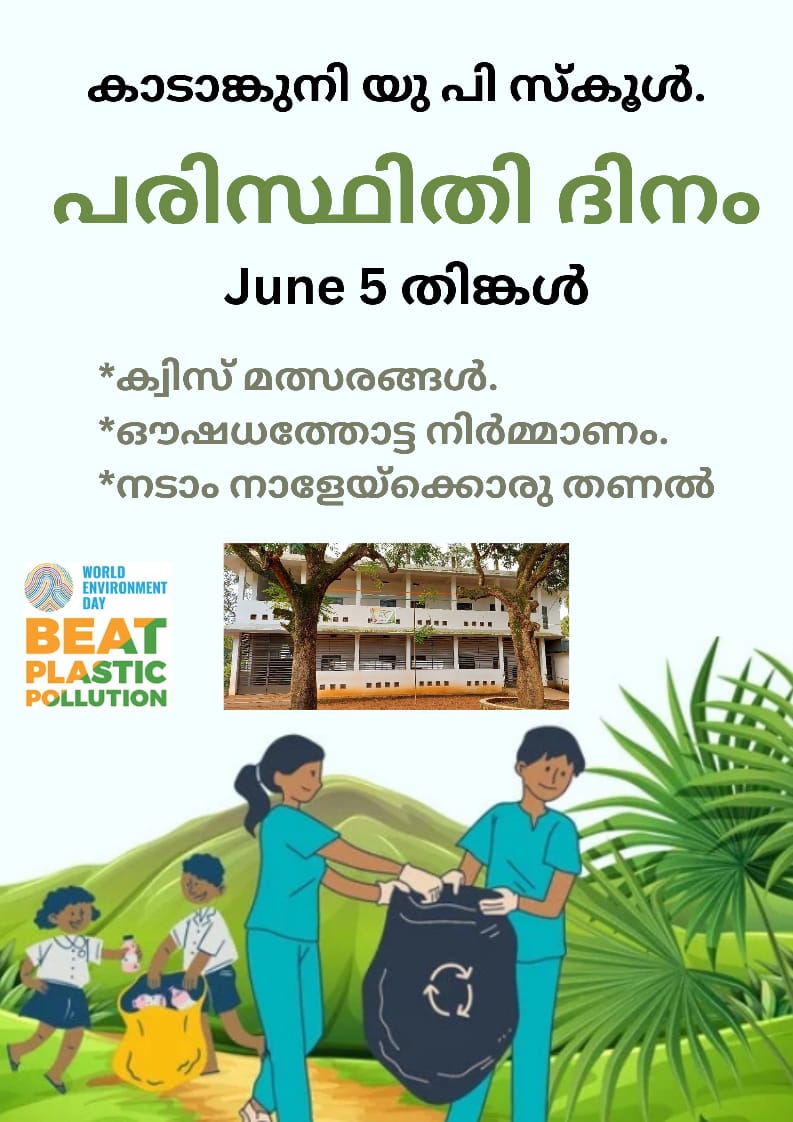 കാടാങ്കുനി യു പി സ്കൂൾ.
പരിസ്ഥിതി ദിനം
June 5 തിങ്കൾ
*ക്വിസ് മത്സരങ്ങൾ.
*ഔഷധത്തോട്ട നിർമ്മാണം.
*നടാം നാളേയ്ക്കൊരു തണൽ
WORLD
ENVIRONMENT
DAY
BEAT
PLASTIC
POLLUTION